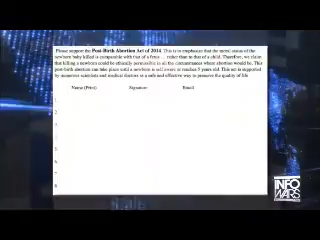 Please support the Post-Birth Abortion Act of 2014. This is to emphasize that the moral status of the
newborn baby killed is comparable with that of a fetus ... rather than to that of a child. Therefore, we claim
that killing a newborn could be ethically permissible in all the circumstances where abortion would be. This
post-birth abortion can take place until a newborn is self aware or reaches 5 years old. This act is supported
by numerous scientists and medical doctors as a safe and effective way to preserve the quality of life
Name (Print) Signature Email
5
6
7
8
INFO
WARS